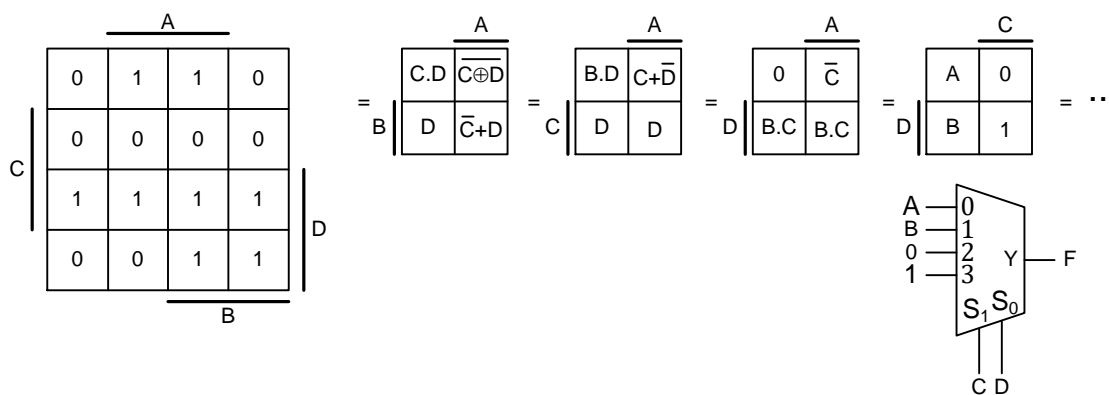 A
0 1 1 0
0 0 0 0
1 1 1 1
0 0 1 1
C
D
B
=
A
C.D \overline{C⊕D}
B D C̅+D
=
A
B.D C+D̅
C D D
=
A
0 C̅
D B.C B.C
=
C
A 0
D B 1
= ..
A 0
B 1
0 2 Y F
1 3
S₁ S₀
C D